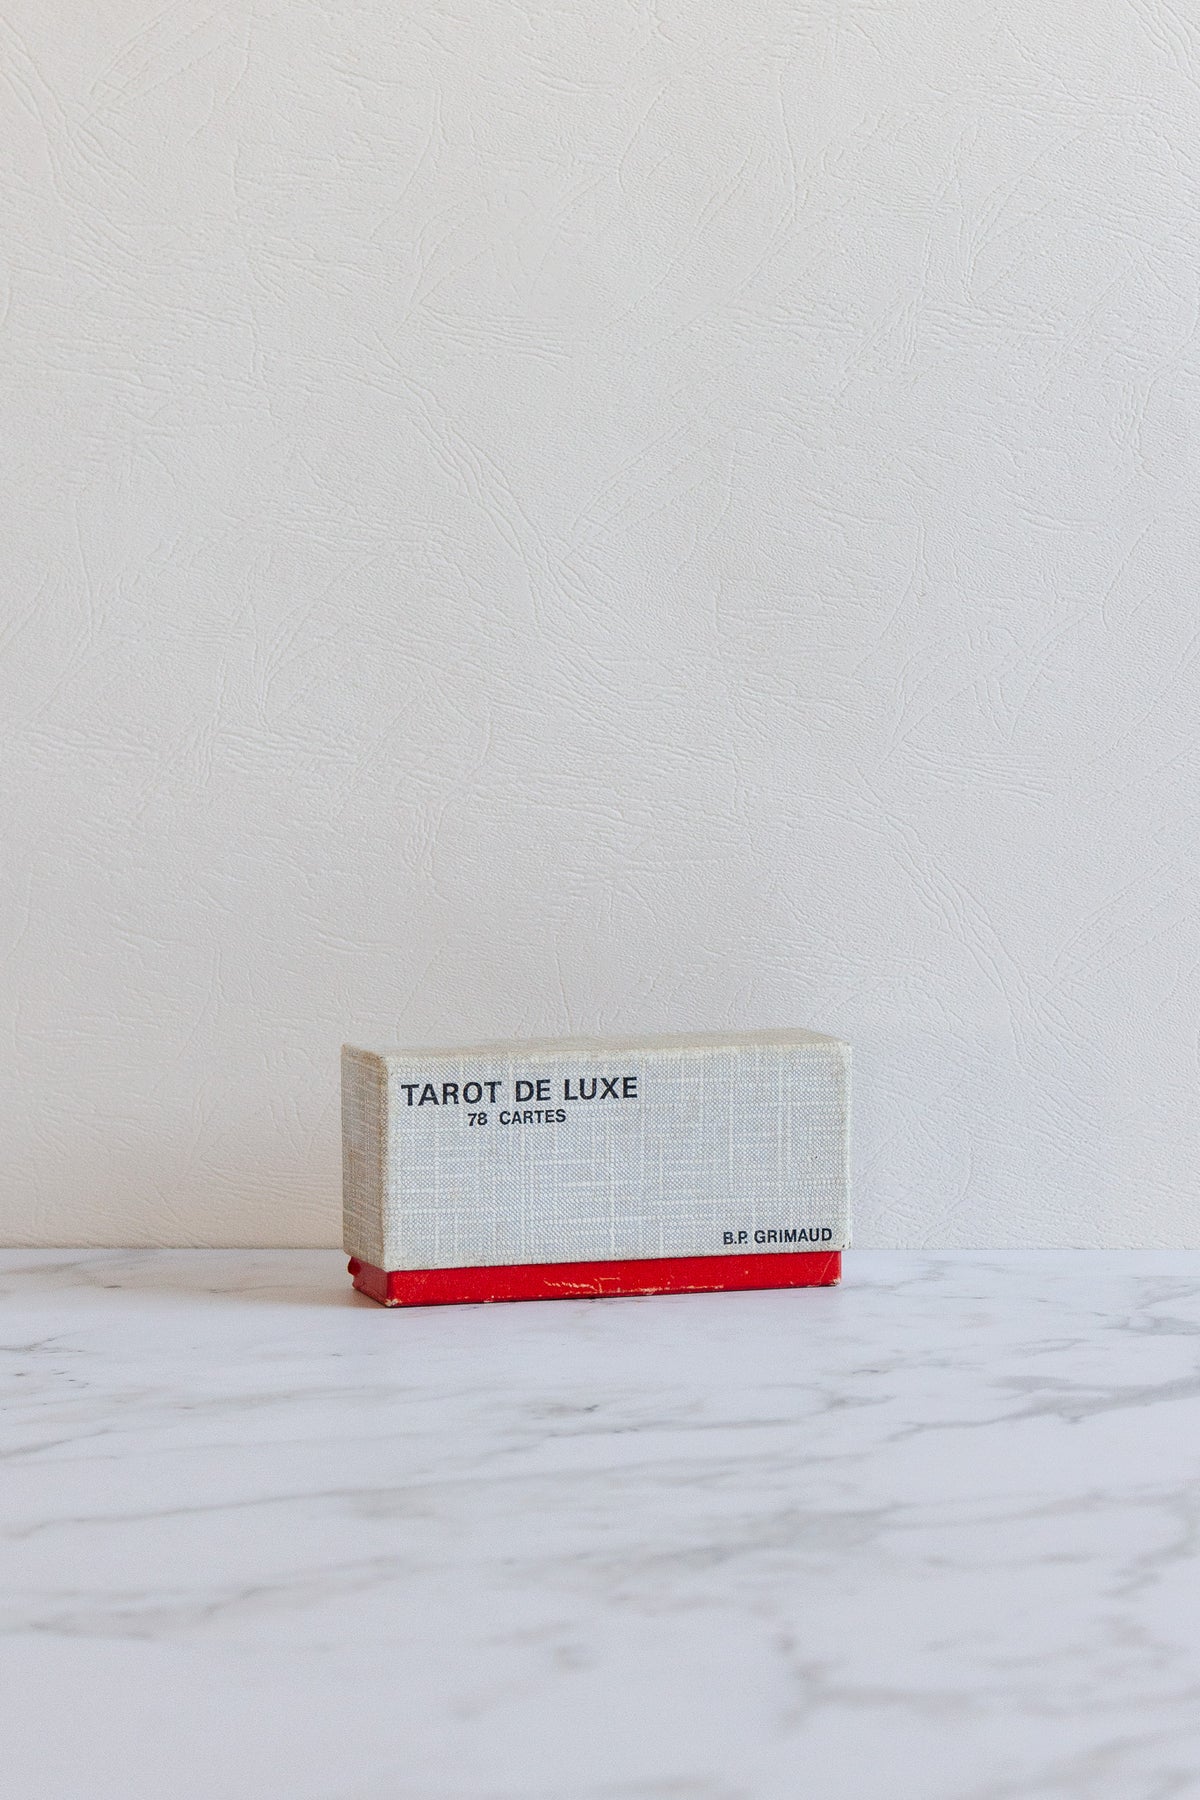 TAROT DE LUXE
78 CARTES
B.P. GRIMAUD